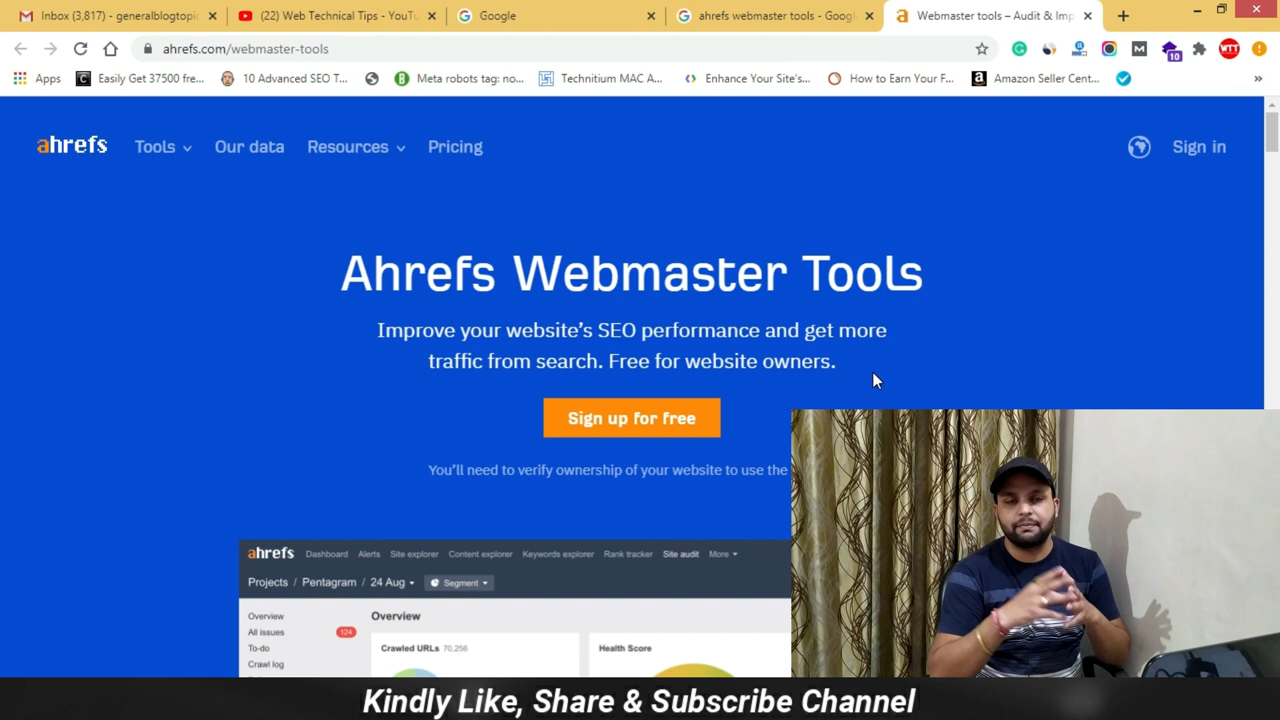 Inbox (3,817) - generalblogtopic
(22) Web Technical Tips - YouTu
Google
ahrefs webmaster tools - Googl
Webmaster tools – Audit & Imp
ahrefs.com/webmaster-tools
10
WTT
Apps
Easily Get 37500 fre...
10 Advanced SEO T...
Meta robots tag: no...
Technitium MAC A...
Enhance Your Site's...
How to Earn Your F...
Amazon Seller Cent...
ahrefs
Tools
Our data
Resources
Pricing
Sign in
Ahrefs Webmaster Tools
Improve your website's SEO performance and get more
traffic from search. Free for website owners.
Sign up for free
You'll need to verify ownership of your website to use the
ahrefs
Dashboard
Alerts
Site explorer
Content explorer
Keywords explorer
Rank tracker
Site audit
More
Projects / Pentagram / 24 Aug
Segment
Overview
All issues
124
To-do
Crawl log
Overview
Crawled URLs 70,256
Health Score
Kindly Like, Share & Subscribe Channel